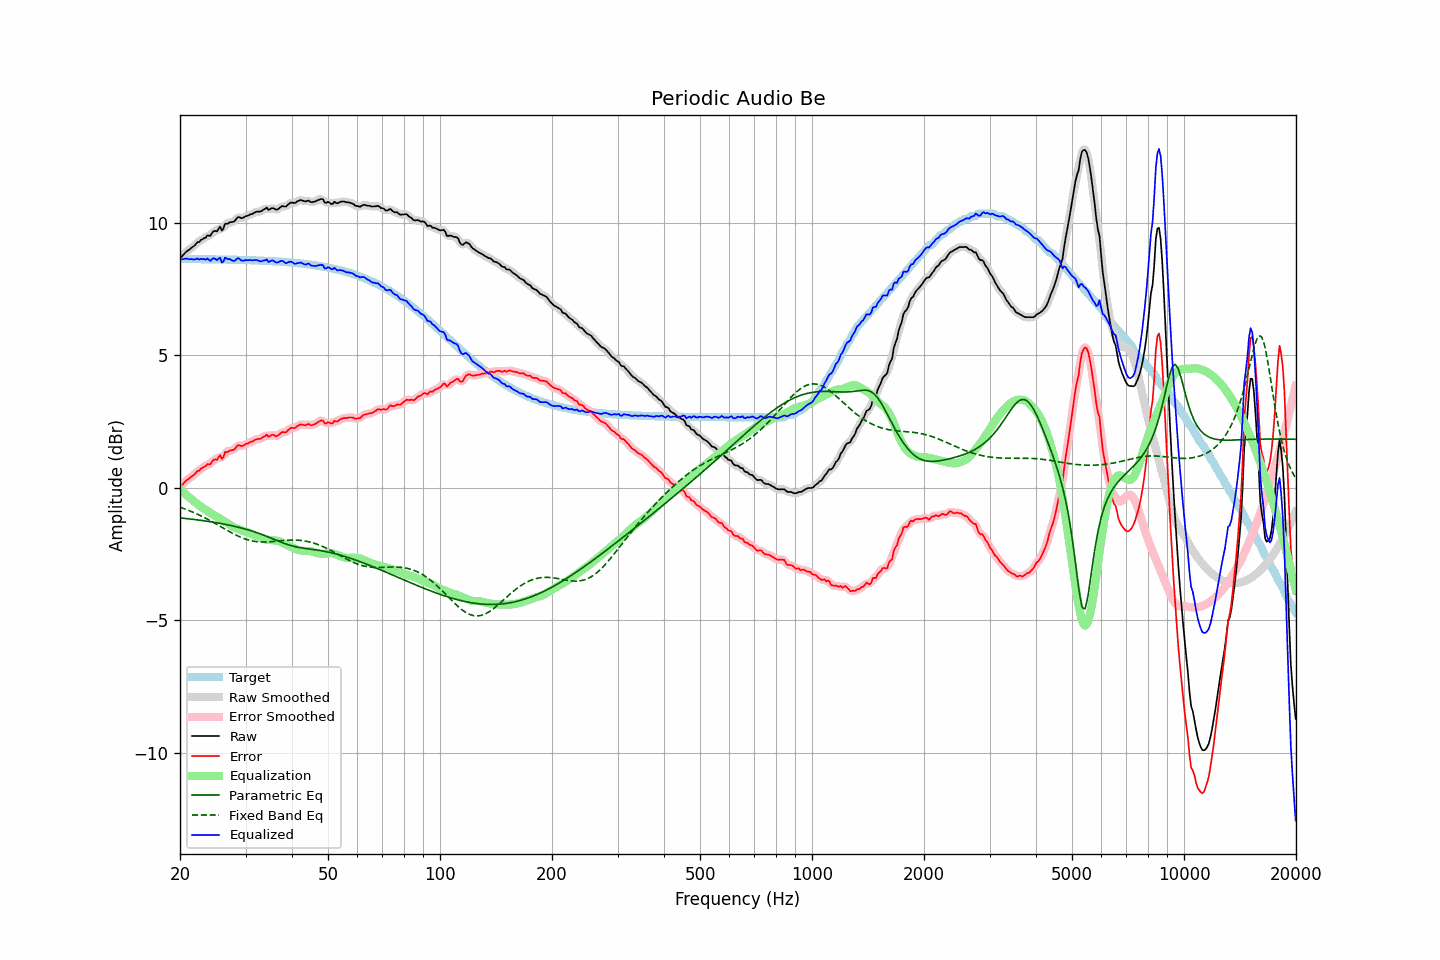 Periodic Audio Be
Amplitude (dBr)
10
5
0
−5
−10
Target
Raw Smoothed
Error Smoothed
Raw
Error
Equalization
Parametric Eq
Fixed Band Eq
Equalized
20 50 100 200 500 1000 2000 5000 10000 20000
Frequency (Hz)